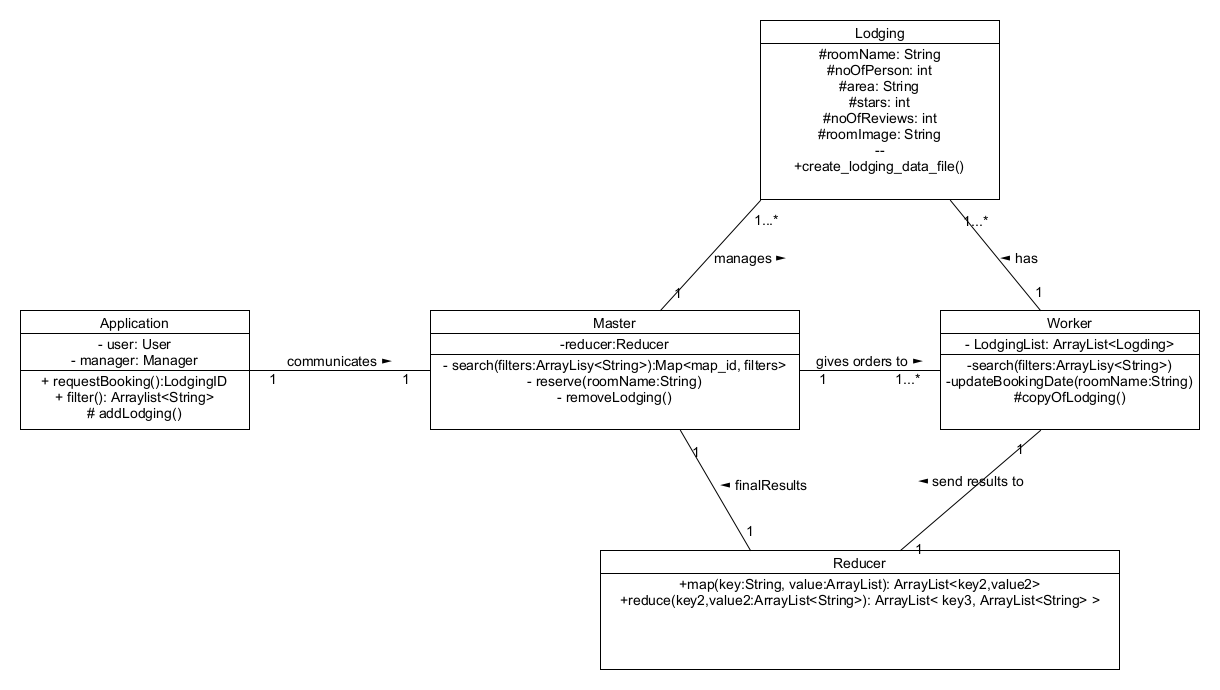 Lodging
#roomName: String
#noOfPerson: int
#area: String
#stars: int
#noOfReviews: int
#roomImage: String
--
+create_lodging_data_file()
1...*
1...*
manages ►
◄ has
1
1
Application
- user: User
- manager: Manager
+ requestBooking():LodgingID
+ filter(): Arraylist<String>
# addLodging()
communicates ►
1
1
Master
-reducer:Reducer
- search(filters:ArrayLisy<String>):Map<map_id, filters>
- reserve(roomName:String)
- removeLodging()
gives orders to ►
1
1...*
Worker
- LodgingList: ArrayList<Logding>
-search(filters:ArrayLisy<String>)
-updateBookingDate(roomName:String)
#copyOfLodging()
1
1
◄ finalResults
◄ send results to
1
1
Reducer
+map(key:String, value:ArrayList): ArrayList<key2,value2>
+reduce(key2,value2:ArrayList<String>): ArrayList< key3, ArrayList<String> >